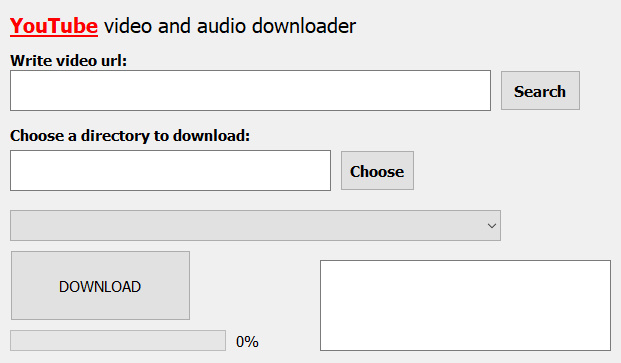 YouTube video and audio downloader
Write video url:
Search
Choose a directory to download:
Choose
DOWNLOAD
0%